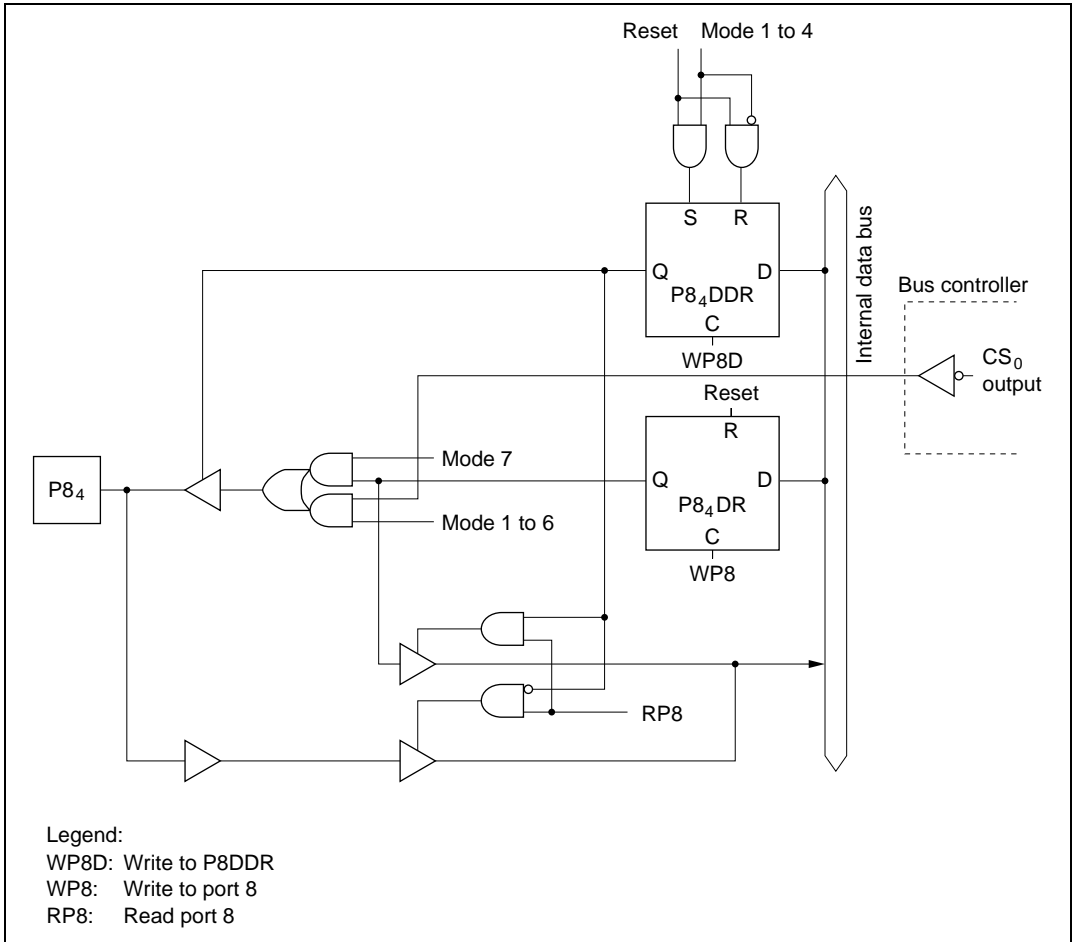 Reset Mode 1 to 4
S R
Q D
P8₄DDR
C
WP8D
Internal data bus
Bus controller
CS₀
output
Reset
R
Mode 7
Q D
P8₄
P8₄DR
C
Mode 1 to 6
WP8
RP8
Legend:
WP8D: Write to P8DDR
WP8: Write to port 8
RP8: Read port 8